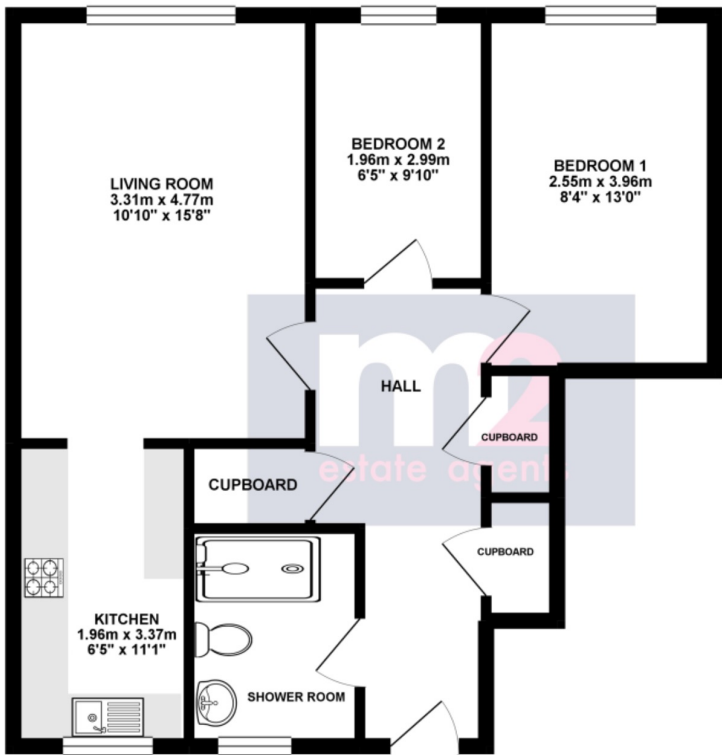 BEDROOM 2
1.96m x 2.99m
6'5" x 9'10"
BEDROOM 1
2.55m x 3.96m
8'4" x 13'0"
LIVING ROOM
3.31m x 4.77m
10'10" x 15'8"
m2
estate agents
HALL
CUPBOARD
CUPBOARD
CUPBOARD
KITCHEN
1.96m x 3.37m
6'5" x 11'1"
SHOWER ROOM